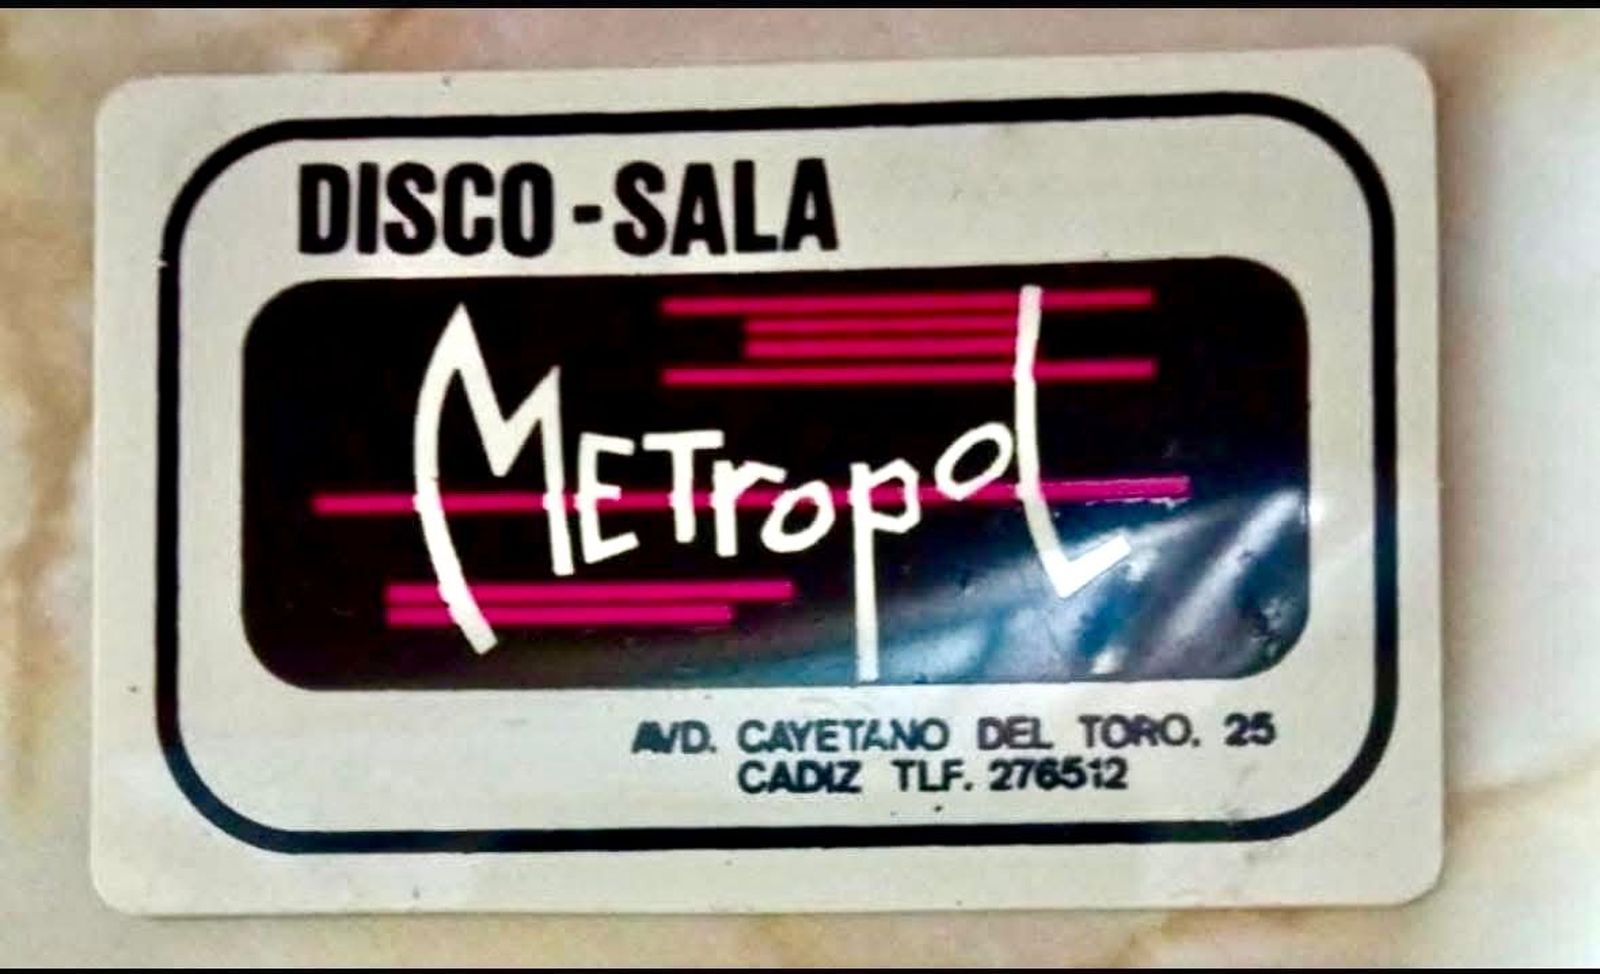 DISCO-SALA
METropoL
AVD. CAYETANO DEL TORO. 25
CADIZ TLF. 276512